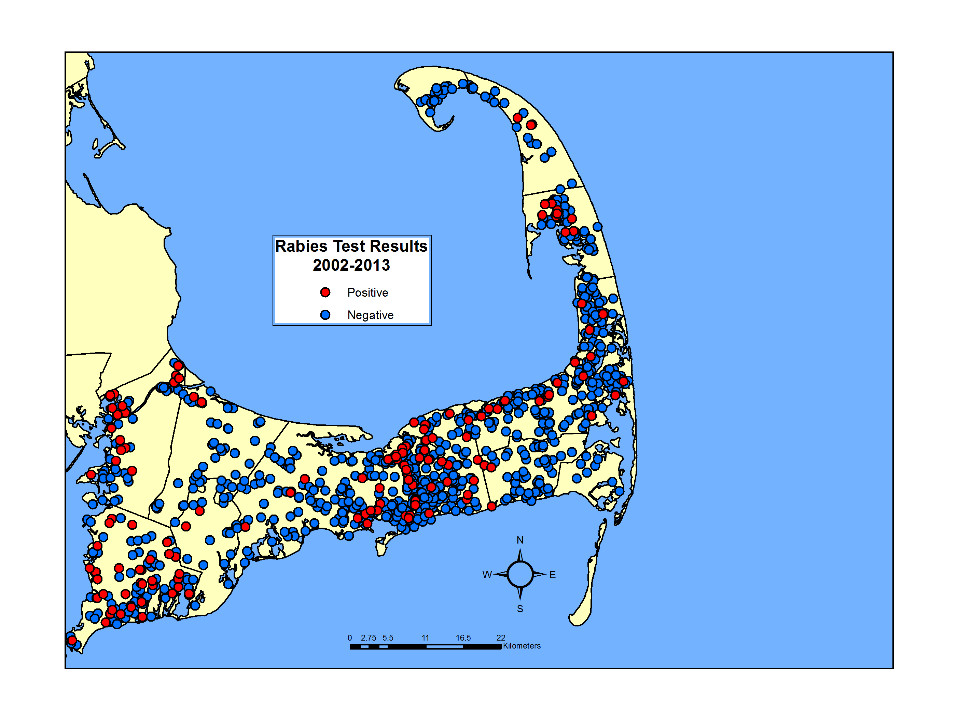 Rabies Test Results
2002-2013
Positive
Negative
N
W E
S
0 2.75 5.5 11 16.5 22
Kilometers